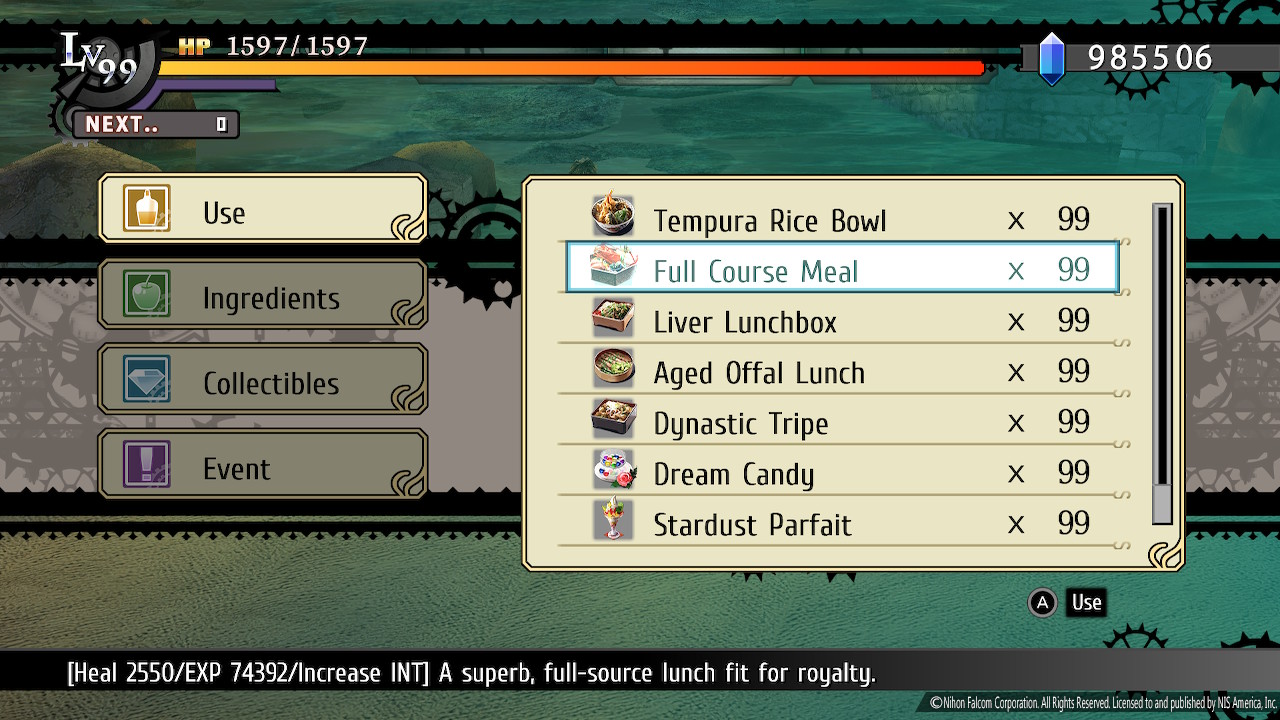 Lv 99
HP 1597/1597
985506
NEXT.. 0
Use
Ingredients
Collectibles
Event
Tempura Rice Bowl x 99
Full Course Meal x 99
Liver Lunchbox x 99
Aged Offal Lunch x 99
Dynastic Tripe x 99
Dream Candy x 99
Stardust Parfait x 99
A Use
[Heal 2550/EXP 74392/Increase INT] A superb, full-source lunch fit for royalty.
©Nihon Falcom Corporation. All Rights Reserved. Licensed to and published by NIS America, Inc.